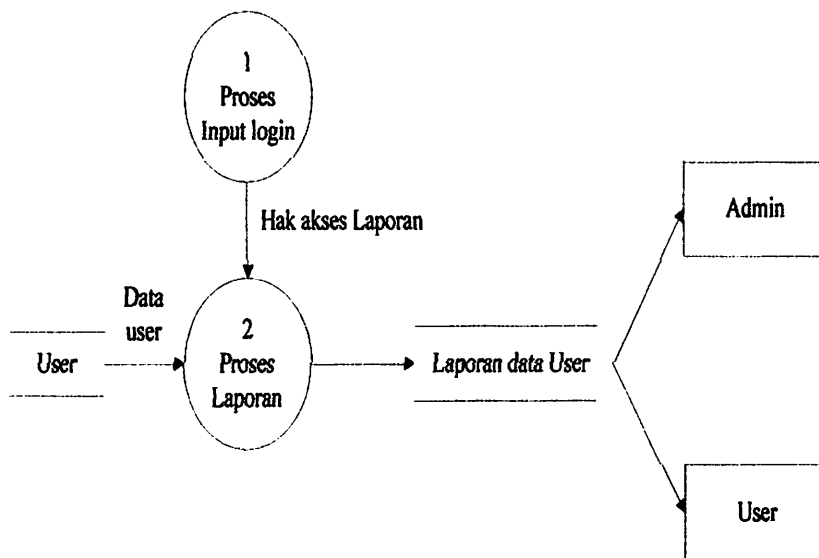 1
Proses
Input login
Hak akses Laporan
Admin
Data
user
User
2
Proses
Laporan
Laporan data User
User